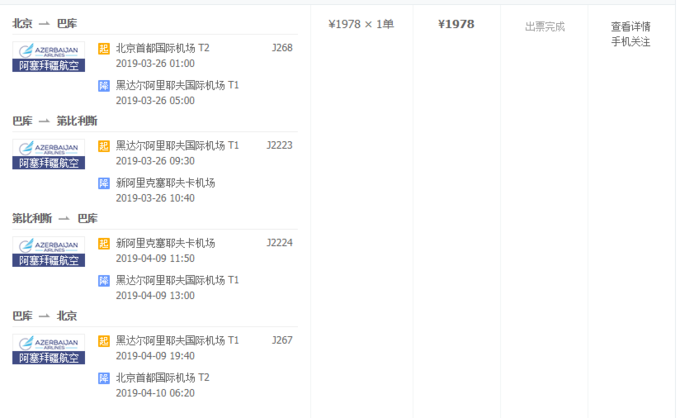 北京 → 巴库
AZERBAIJAN
AIRLINES
阿塞拜疆航空
起 北京首都国际机场 T2 J268
2019-03-26 01:00
降 黑达尔阿里耶夫国际机场 T1
2019-03-26 05:00
¥1978 × 1单
¥1978
出票完成
查看详情
手机关注
巴库 → 第比利斯
AZERBAIJAN
AIRLINES
阿塞拜疆航空
起 黑达尔阿里耶夫国际机场 T1 J2223
2019-03-26 09:30
降 新阿里克塞耶夫卡机场
2019-03-26 10:40
第比利斯 → 巴库
AZERBAIJAN
AIRLINES
阿塞拜疆航空
起 新阿里克塞耶夫卡机场 J2224
2019-04-09 11:50
降 黑达尔阿里耶夫国际机场 T1
2019-04-09 13:00
巴库 → 北京
AZERBAIJAN
AIRLINES
阿塞拜疆航空
起 黑达尔阿里耶夫国际机场 T1 J267
2019-04-09 19:40
降 北京首都国际机场 T2
2019-04-10 06:20